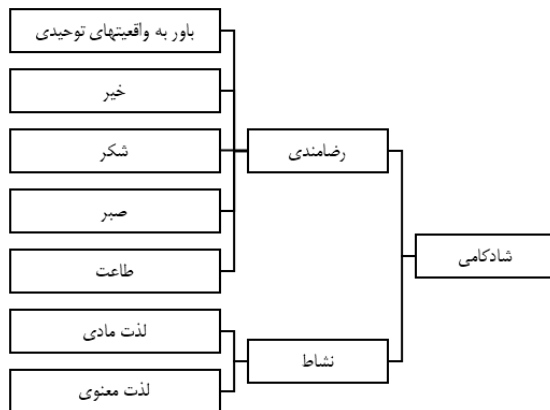 شادکامی
رضامندی
باور به واقعیتهای توحیدی
خیر
شکر
صبر
طاعت
نشاط
لذت مادی
لذت معنوی